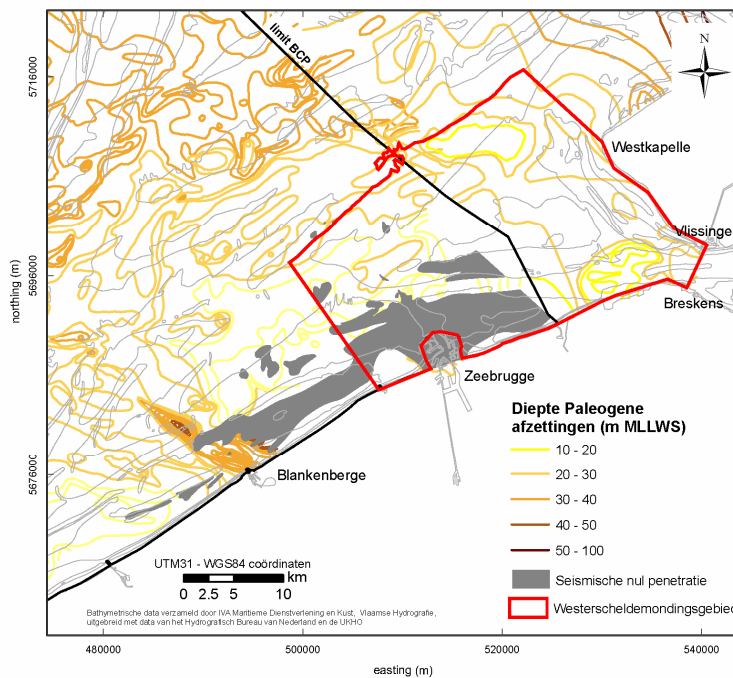 limit BCP
N
Westkapelle
Vlissinge
Breskens
Zeebrugge
Blankenberge
5716000
5696000
5676000
northing (m)
Diepte Paleogene
afzettingen (m MLLWS)
10 - 20
20 - 30
30 - 40
40 - 50
50 - 100
Seismische nul penetratie
Westerscheldemondingsgebied
UTM31 - WGS84 coördinaten
0 2.5 5 10 km
Bathymetrische data verzameld door IVA Maritieme Dienstverlening en Kust, Vlaamse Hydrografie,
uitgebreid met data van het Hydrografisch Bureau van Nederland en de UKHO
480000 500000 520000 540000
easting (m)